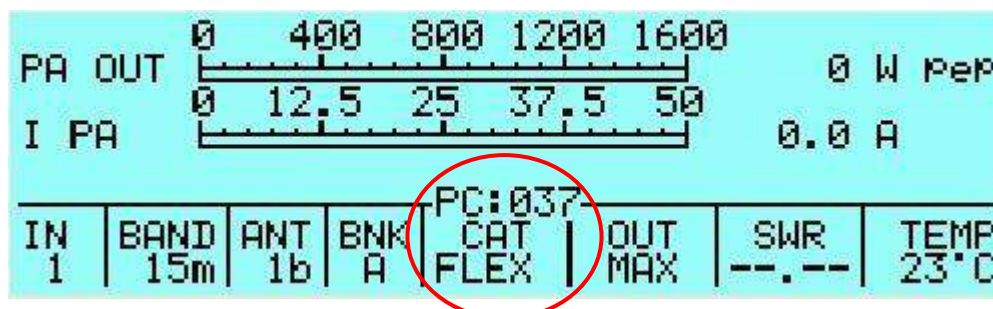 0 400 800 1200 1600
PA OUT 0 W pep
0 12.5 25 37.5 50
I PA 0.0 A
PC:037
IN BAND ANT BNK CAT OUT SWR TEMP
1 15m 1b A FLEX MAX --.-- 23°C